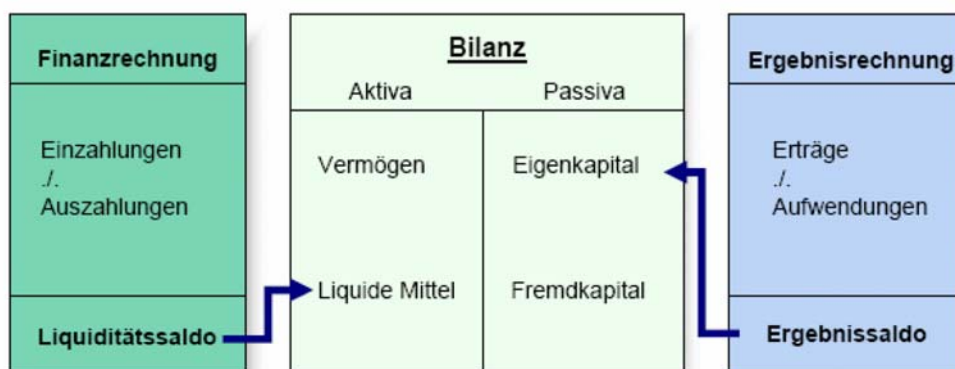 Finanzrechnung
Einzahlungen
./.
Auszahlungen
Liquiditätssaldo
Bilanz
Aktiva Passiva
Vermögen Eigenkapital
Liquide Mittel Fremdkapital
Ergebnisrechnung
Erträge
./.
Aufwendungen
Ergebnissaldo